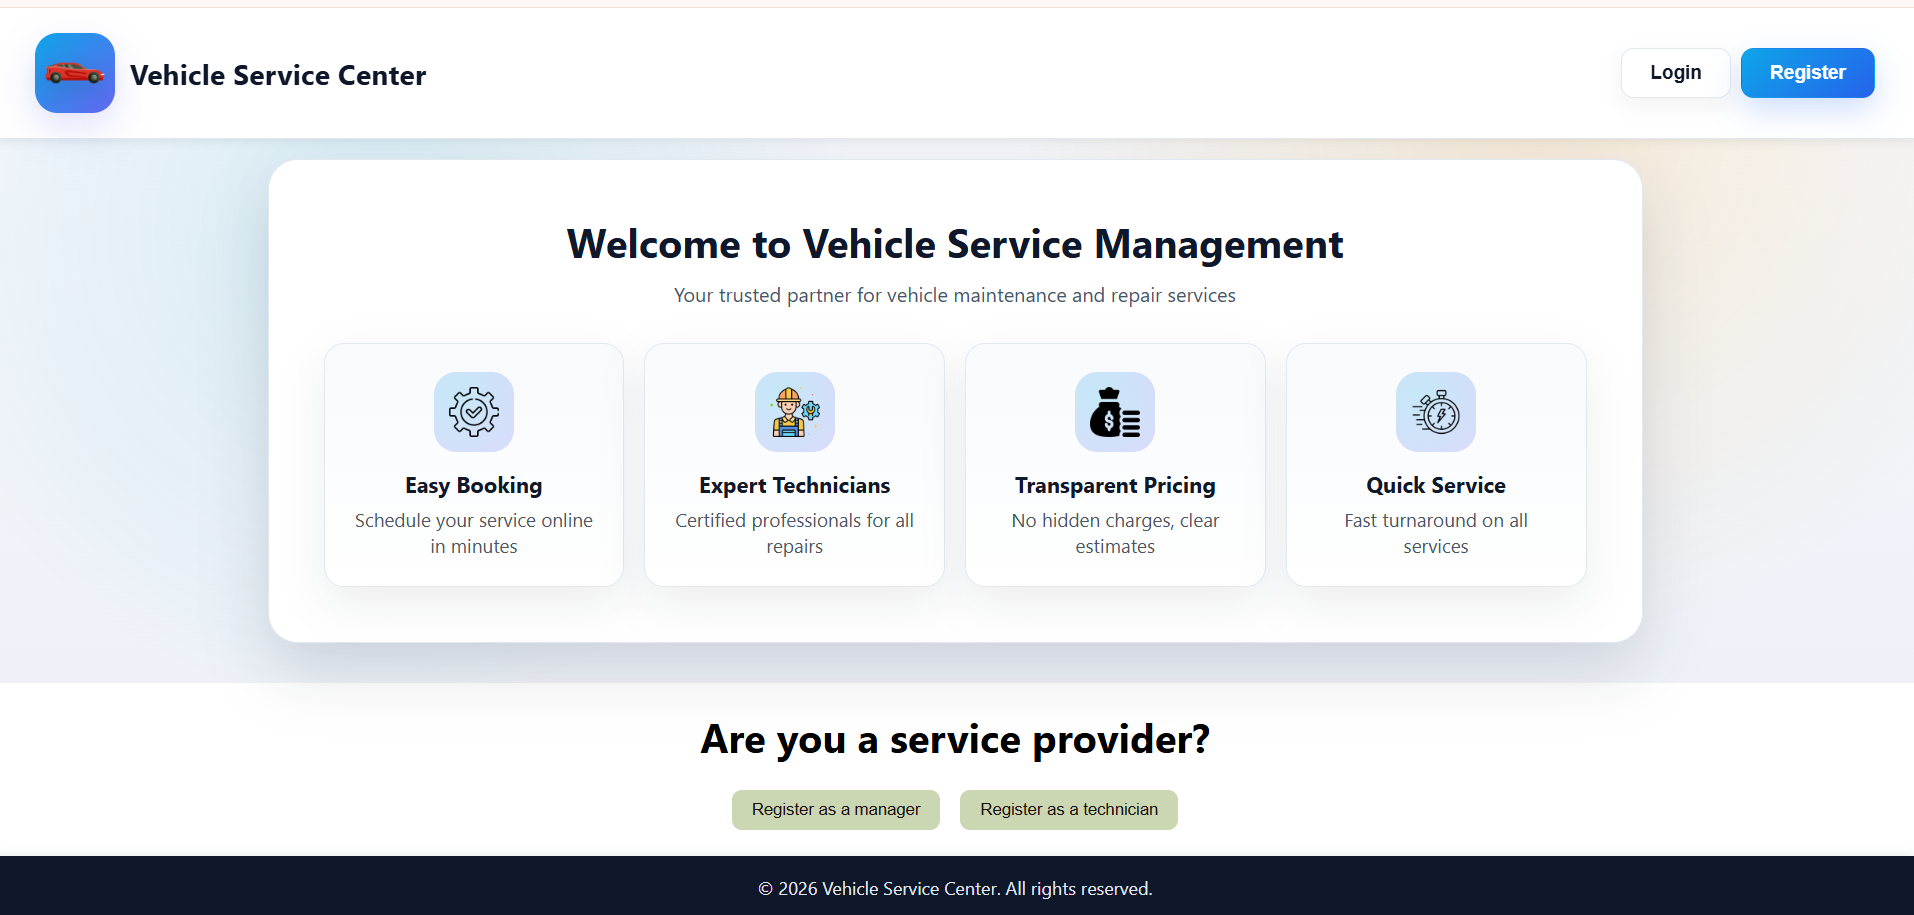 Vehicle Service Center
Login
Register
Welcome to Vehicle Service Management
Your trusted partner for vehicle maintenance and repair services
Easy Booking
Schedule your service online
in minutes
Expert Technicians
Certified professionals for all
repairs
$
Transparent Pricing
No hidden charges, clear
estimates
Quick Service
Fast turnaround on all
services
Are you a service provider?
Register as a manager
Register as a technician
© 2026 Vehicle Service Center. All rights reserved.